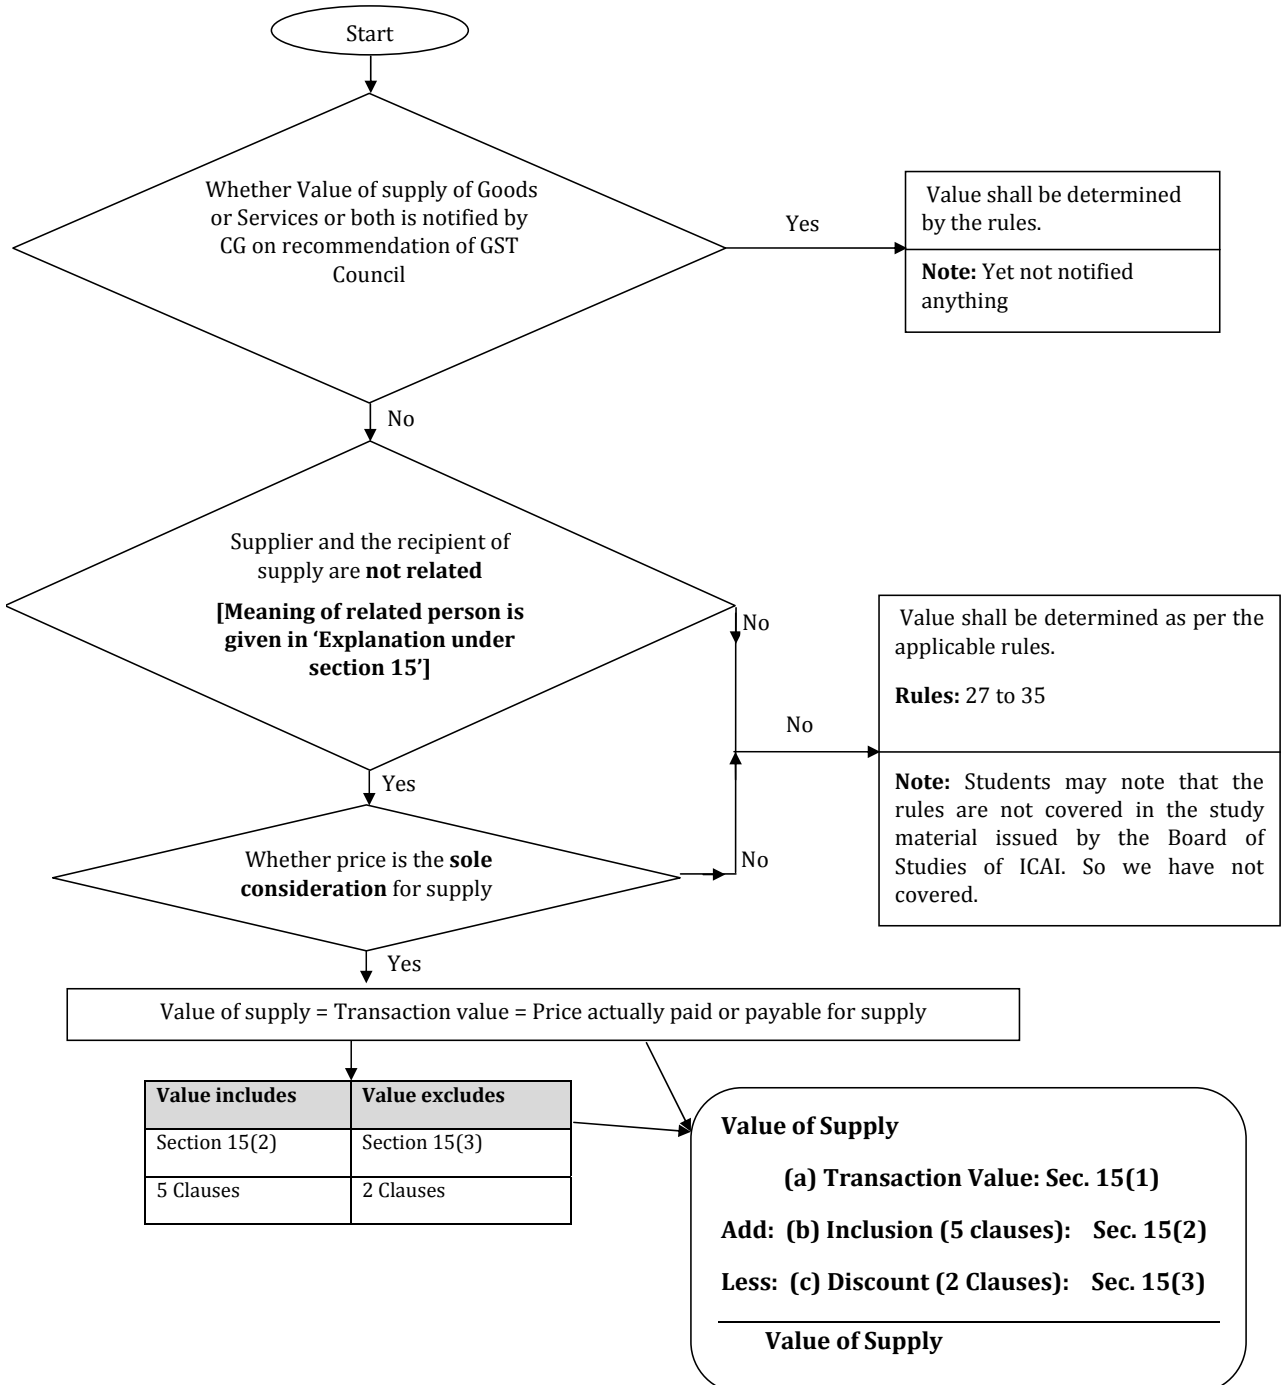 Start
Whether Value of supply of Goods
or Services or both is notified by
CG on recommendation of GST
Council
Yes
Value shall be determined
by the rules.
Note: Yet not notified
anything
No
Supplier and the recipient of
supply are not related
[Meaning of related person is
given in ‘Explanation under
section 15’]
No
Value shall be determined as per the
applicable rules.
Rules: 27 to 35
No
Note: Students may note that the
rules are not covered in the study
material issued by the Board of
Studies of ICAI. So we have not
covered.
Yes
Whether price is the sole
consideration for supply
No
Yes
Value of supply = Transaction value = Price actually paid or payable for supply
Value includes Value excludes
Section 15(2) Section 15(3)
5 Clauses 2 Clauses
Value of Supply
(a) Transaction Value: Sec. 15(1)
Add: (b) Inclusion (5 clauses): Sec. 15(2)
Less: (c) Discount (2 Clauses): Sec. 15(3)
Value of Supply